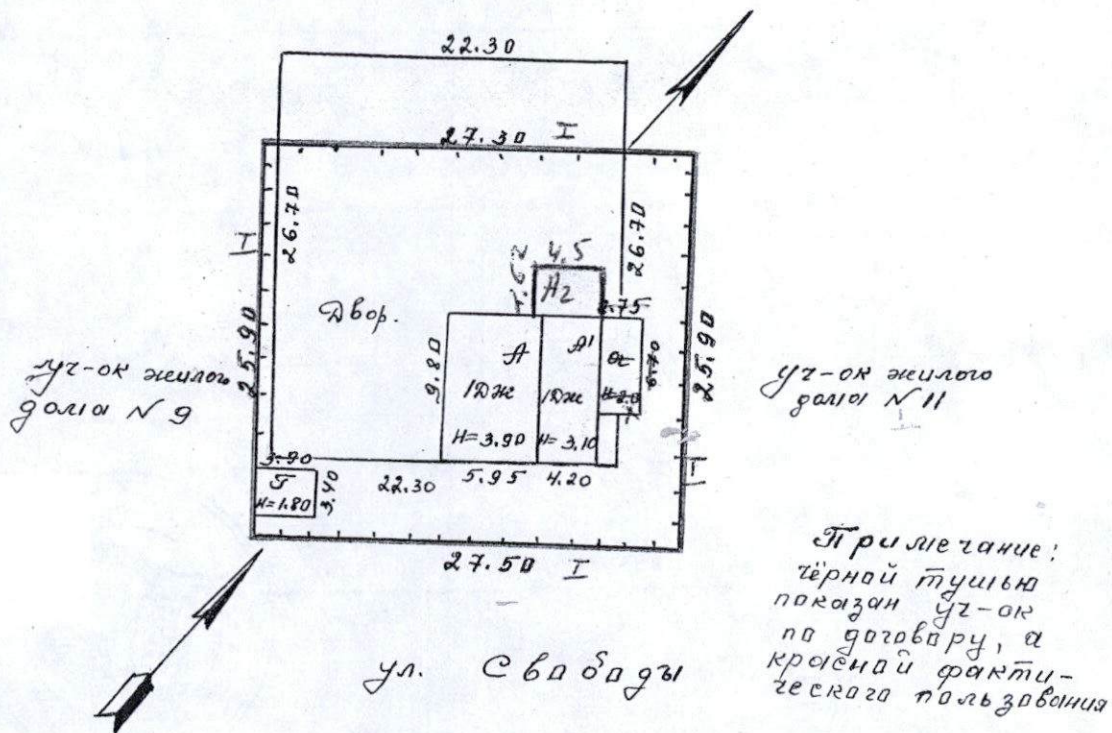 22.30
27.30 I
I
26.70
26.70
4.5
Н2
2.75
Двор.
25.90
25.90
9.80
А
А¹
1Дж
1Дж
Н=3.90
Н=3.10
уч-ок жилого
дома N 9
уч-ок жилого
дома N 11
3.90
Г
Н=1.80
3.40
22.30
5.95
4.20
I
27.50 I
ул. Свободы
Примечание:
чёрной тушью
показан уч-ок
по договору, а
красной факти-
ческого пользования